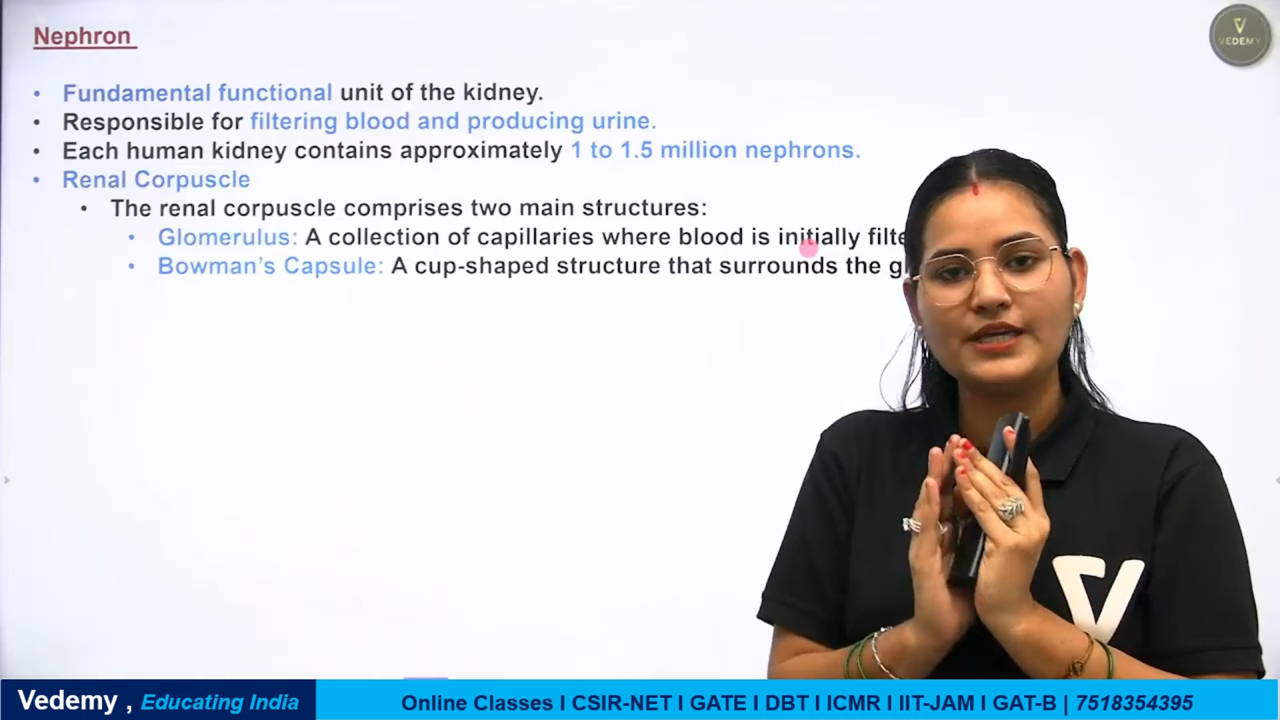 Nephron
VEDEMY
• Fundamental functional unit of the kidney.
• Responsible for filtering blood and producing urine.
• Each human kidney contains approximately 1 to 1.5 million nephrons.
• Renal Corpuscle
• The renal corpuscle comprises two main structures:
• Glomerulus: A collection of capillaries where blood is initially
• Bowman's Capsule: A cup-shaped structure that surrounds the
Vedemy , Educating India
Online Classes I CSIR-NET I GATE I DBT I ICMR I IIT-JAM I GAT-B | 7518354395